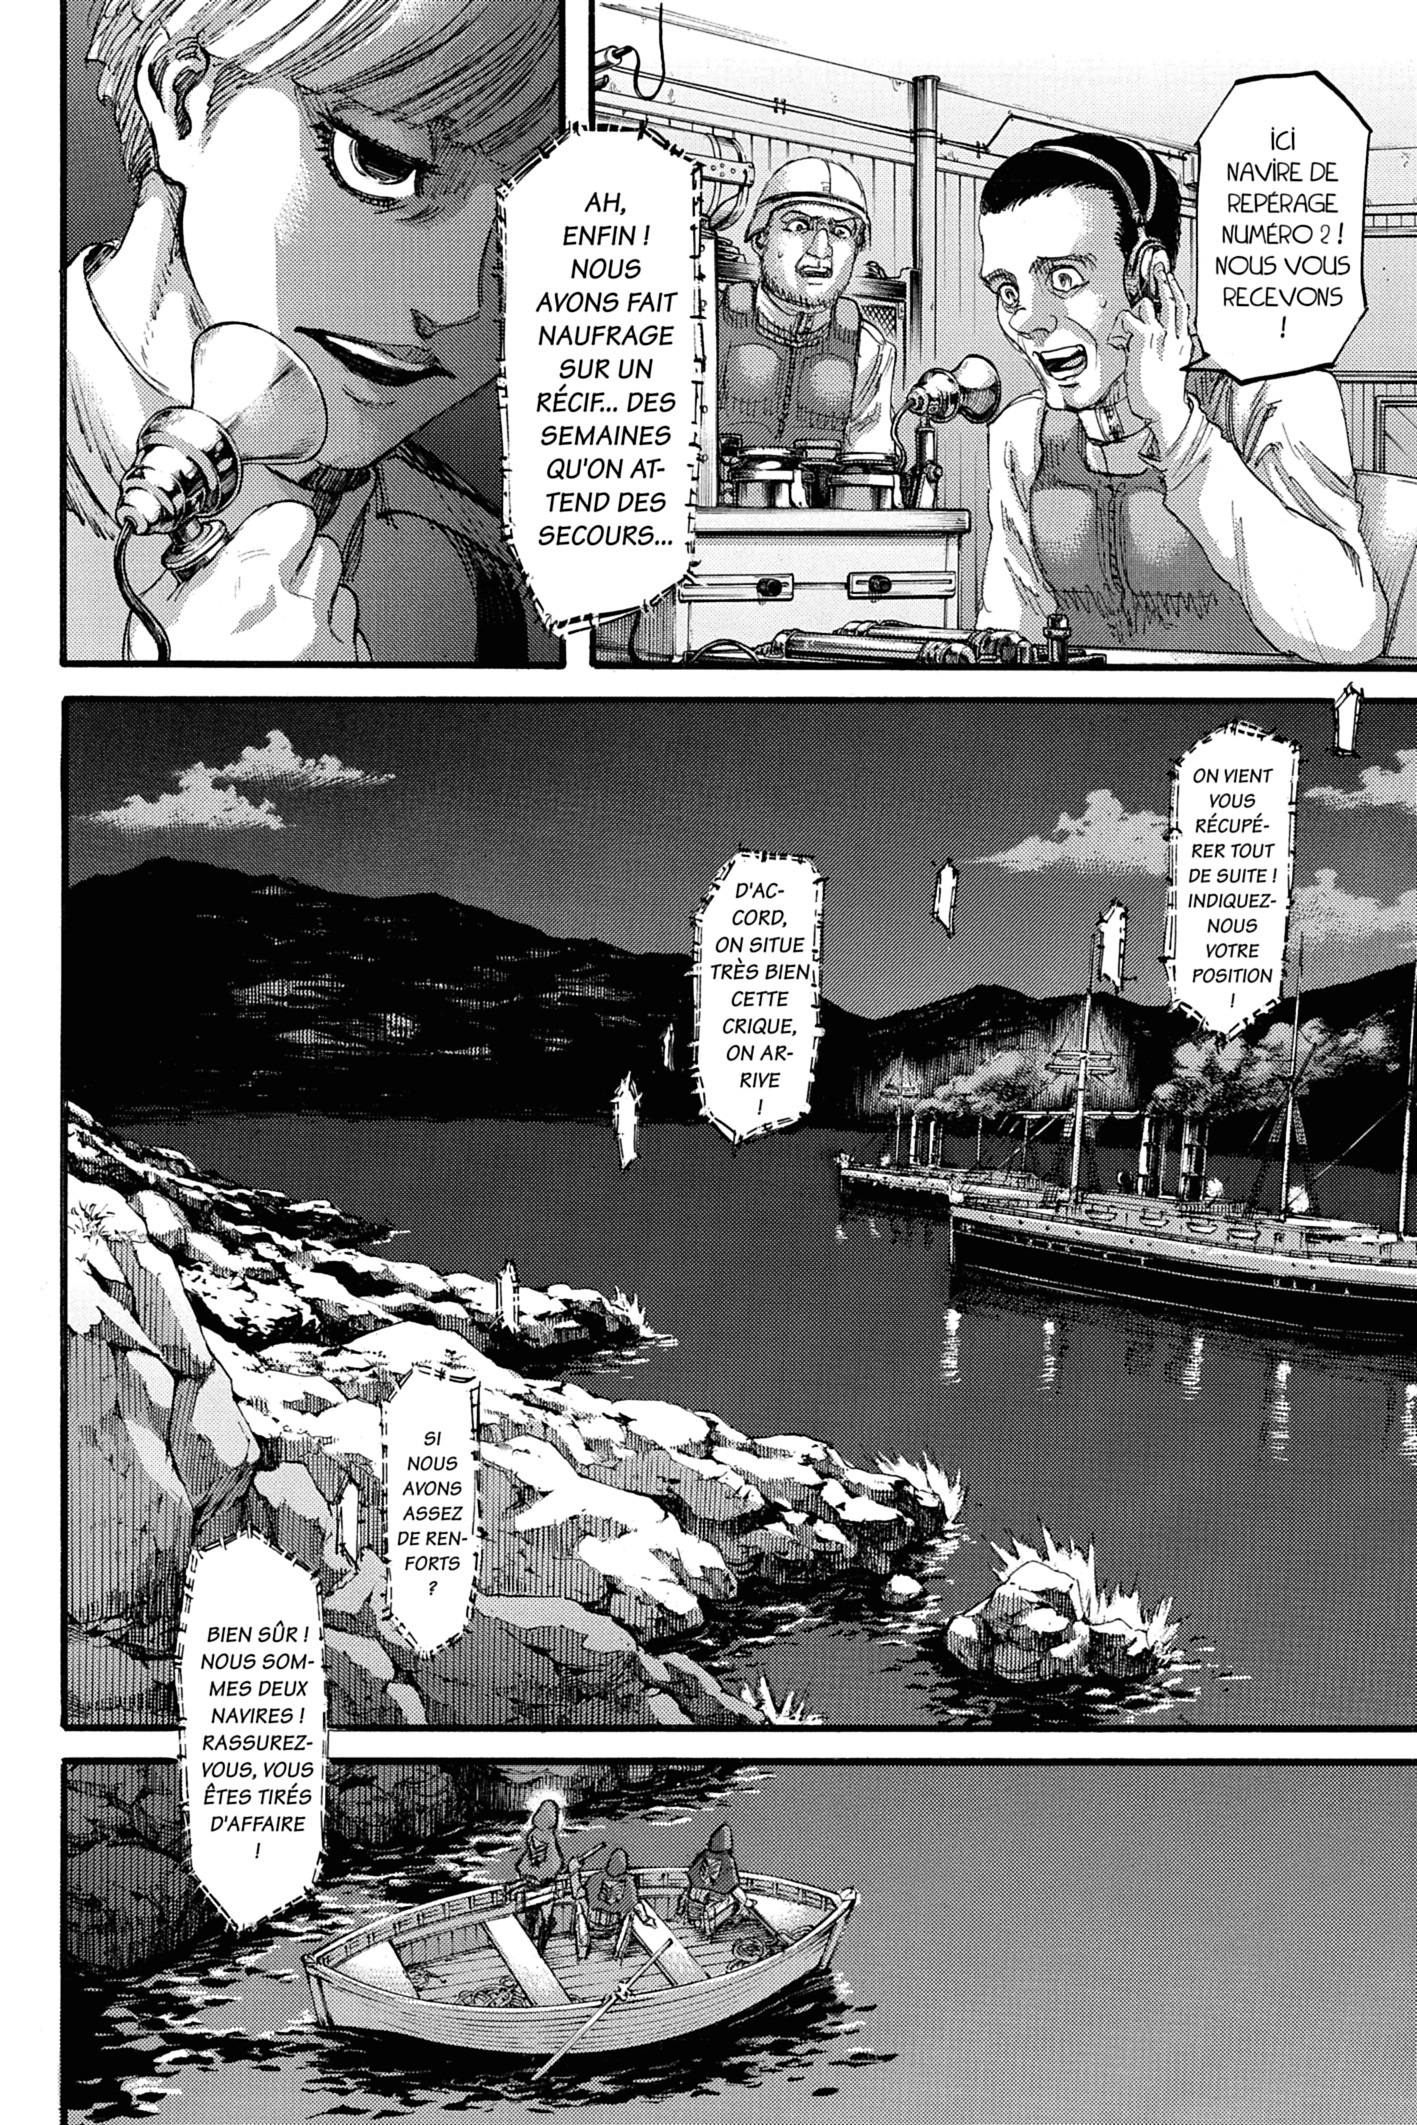 ICI
NAVIRE DE
REPÉRAGE
NUMÉRO 2 !
NOUS VOUS
RECEVONS
!
AH,
ENFIN !
NOUS
AVONS FAIT
NAUFRAGE
SUR UN
RÉCIF... DES
SEMAINES
QU'ON AT-
TEND DES
SECOURS...
ON VIENT
VOUS
RÉCUPÉ-
RER TOUT
DE SUITE !
INDIQUEZ-
NOUS
VOTRE
POSITION
!
D'AC-
CORD,
ON SITUE
TRÈS BIEN
CETTE
CRIQUE,
ON AR-
RIVE
!
SI
NOUS
AVONS
ASSEZ
DE REN-
FORTS
?
BIEN SÛR !
NOUS SOM-
MES DEUX
NAVIRES !
RASSUREZ-
VOUS, VOUS
ÊTES TIRÉS
D'AFFAIRE
!